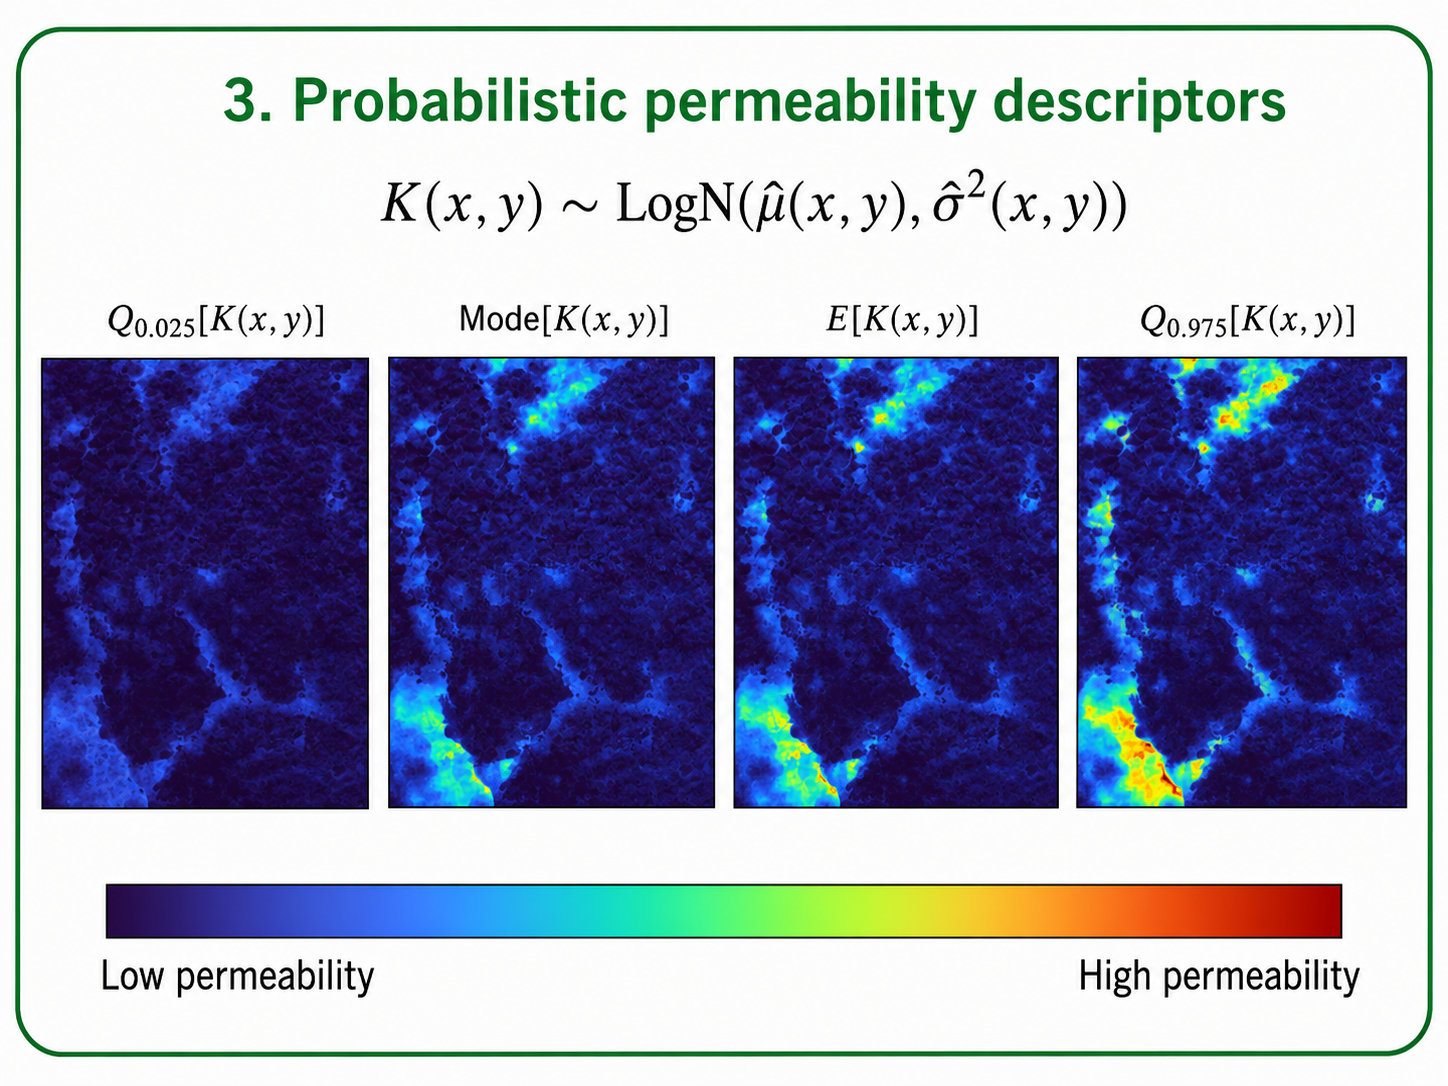 3. Probabilistic permeability descriptors
K(x, y) ∼ LogN(μ̂(x, y), σ̂²(x, y))
Q₀.₀₂₅[K(x, y)] Mode[K(x, y)] E[K(x, y)] Q₀.₉₇₅[K(x, y)]
Low permeability High permeability